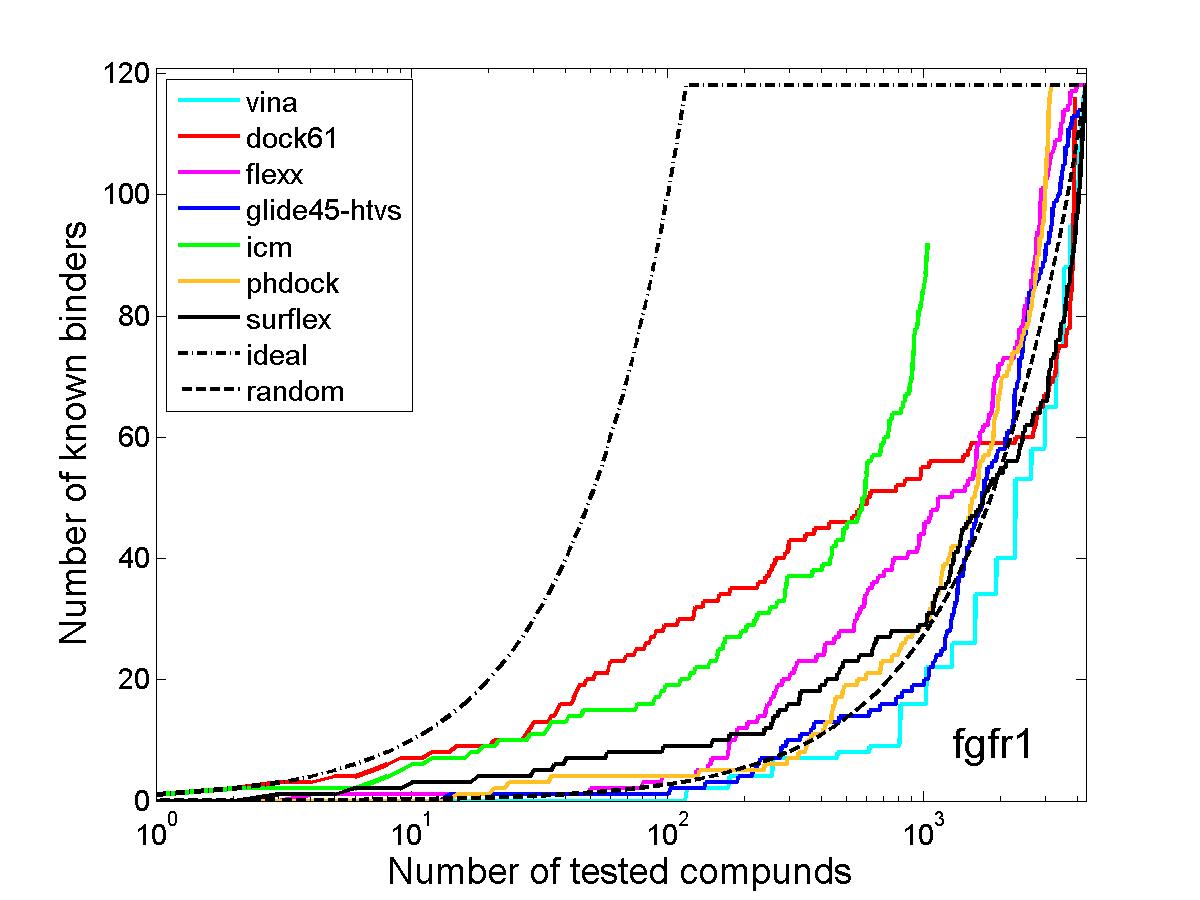 120
100
80
60
40
20
0
Number of known binders
vina
dock61
flexx
glide45-htvs
icm
phdock
surflex
ideal
random
fgfr1
10^0 10^1 10^2 10^3
Number of tested compunds